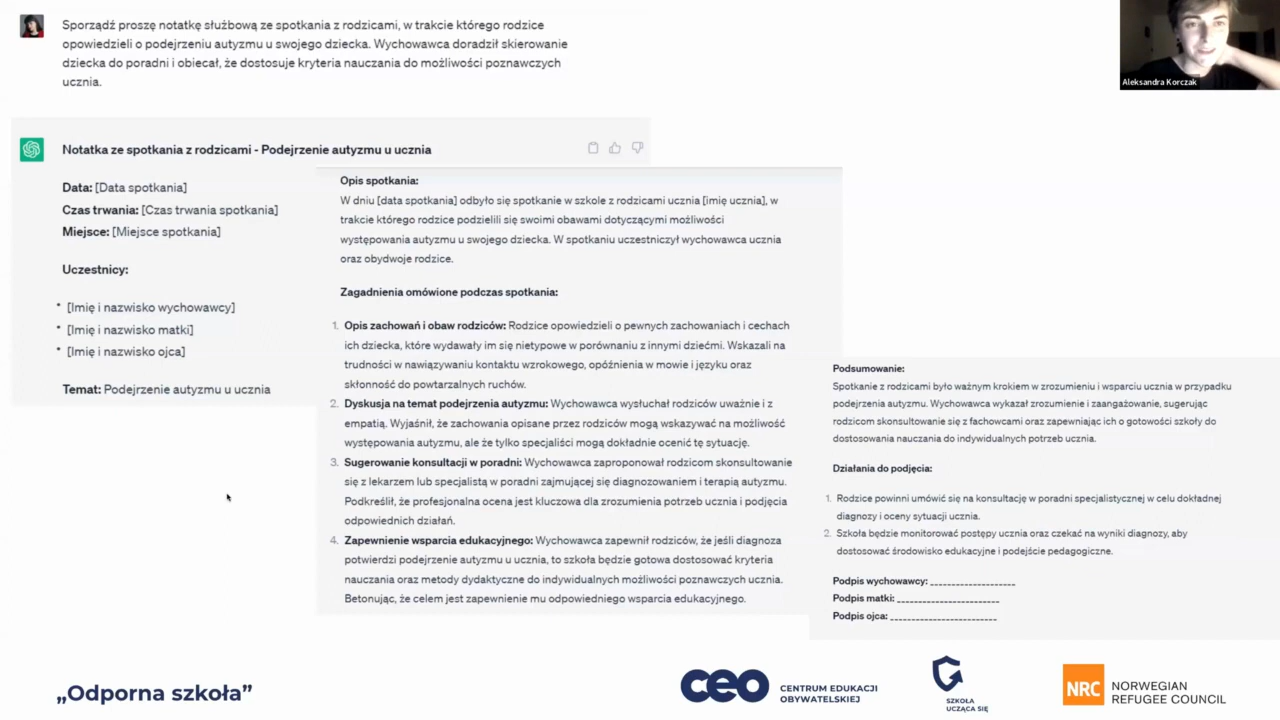 Sporządź proszę notatkę służbową ze spotkania z rodzicami, w trakcie którego rodzice
opowiedzieli o podejrzeniu autyzmu u swojego dziecka. Wychowawca doradził skierowanie
dziecka do poradni i obiecał, że dostosuje kryteria nauczania do możliwości poznawczych
ucznia.
Aleksandra Korczak
Notatka ze spotkania z rodzicami - Podejrzenie autyzmu u ucznia
Data: [Data spotkania]
Czas trwania: [Czas trwania spotkania]
Miejsce: [Miejsce spotkania]
Uczestnicy:
* [Imię i nazwisko wychowawcy]
* [Imię i nazwisko matki]
* [Imię i nazwisko ojca]
Temat: Podejrzenie autyzmu u ucznia
Opis spotkania:
W dniu [data spotkania] odbyło się spotkanie w szkole z rodzicami ucznia [imię ucznia], w
trakcie którego rodzice podzielili się swoimi obawami dotyczącymi możliwości
występowania autyzmu u swojego dziecka. W spotkaniu uczestniczył wychowawca ucznia
oraz obydwoje rodzice.
Zagadnienia omówione podczas spotkania:
1. Opis zachowań i obaw rodziców: Rodzice opowiedzieli o pewnych zachowaniach i cechach
ich dziecka, które wydawały im się nietypowe w porównaniu z innymi dziećmi. Wskazali na
trudności w nawiązywaniu kontaktu wzrokowego, opóźnienia w mowie i języku oraz
skłonność do powtarzalnych ruchów.
2. Dyskusja na temat podejrzenia autyzmu: Wychowawca wysłuchał rodziców uważnie i z
empatią. Wyjaśnił, że zachowania opisane przez rodziców mogą wskazywać na możliwość
występowania autyzmu, ale że tylko specjaliści mogą dokładnie ocenić tę sytuację.
3. Sugerowanie konsultacji w poradni: Wychowawca zaproponował rodzicom skonsultowanie
się z lekarzem lub specjalistą w poradni zajmującej się diagnozowaniem i terapią autyzmu.
Podkreślił, że profesjonalna ocena jest kluczowa dla zrozumienia potrzeb ucznia i podjęcia
odpowiednich działań.
4. Zapewnienie wsparcia edukacyjnego: Wychowawca zapewnił rodziców, że jeśli diagnoza
potwierdzi podejrzenie autyzmu u ucznia, to szkoła będzie gotowa dostosować kryteria
nauczania oraz metody dydaktyczne do indywidualnych możliwości poznawczych ucznia.
Betonując, że celem jest zapewnienie mu odpowiedniego wsparcia edukacyjnego.
Podsumowanie:
Spotkanie z rodzicami było ważnym krokiem w zrozumieniu i wsparciu ucznia w przypadku
podejrzenia autyzmu. Wychowawca wykazał zrozumienie i zaangażowanie, sugerując
rodzicom skonsultowanie się z fachowcami oraz zapewniając ich o gotowości szkoły do
dostosowania nauczania do indywidualnych potrzeb ucznia.
Działania do podjęcia:
1. Rodzice powinni umówić się na konsultację w poradni specjalistycznej w celu dokładnej
diagnozy i oceny sytuacji ucznia.
2. Szkoła będzie monitorować postępy ucznia oraz czekać na wyniki diagnozy, aby
dostosować środowisko edukacyjne i podejście pedagogiczne.
Podpis wychowawcy: ____________________
Podpis matki: ________________________
Podpis ojca: _________________________
„Odporna szkoła”
ceo CENTRUM EDUKACJI
OBYWATELSKIEJ
SZKOŁA
UCZĄCA SIĘ
NRC NORWEGIAN
REFUGEE COUNCIL